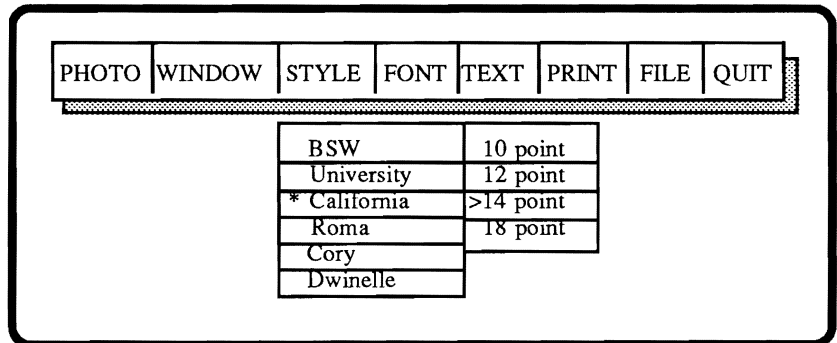 PHOTO WINDOW STYLE FONT TEXT PRINT FILE QUIT
BSW 10 point
University 12 point
* California >14 point
Roma 18 point
Cory
Dwinelle